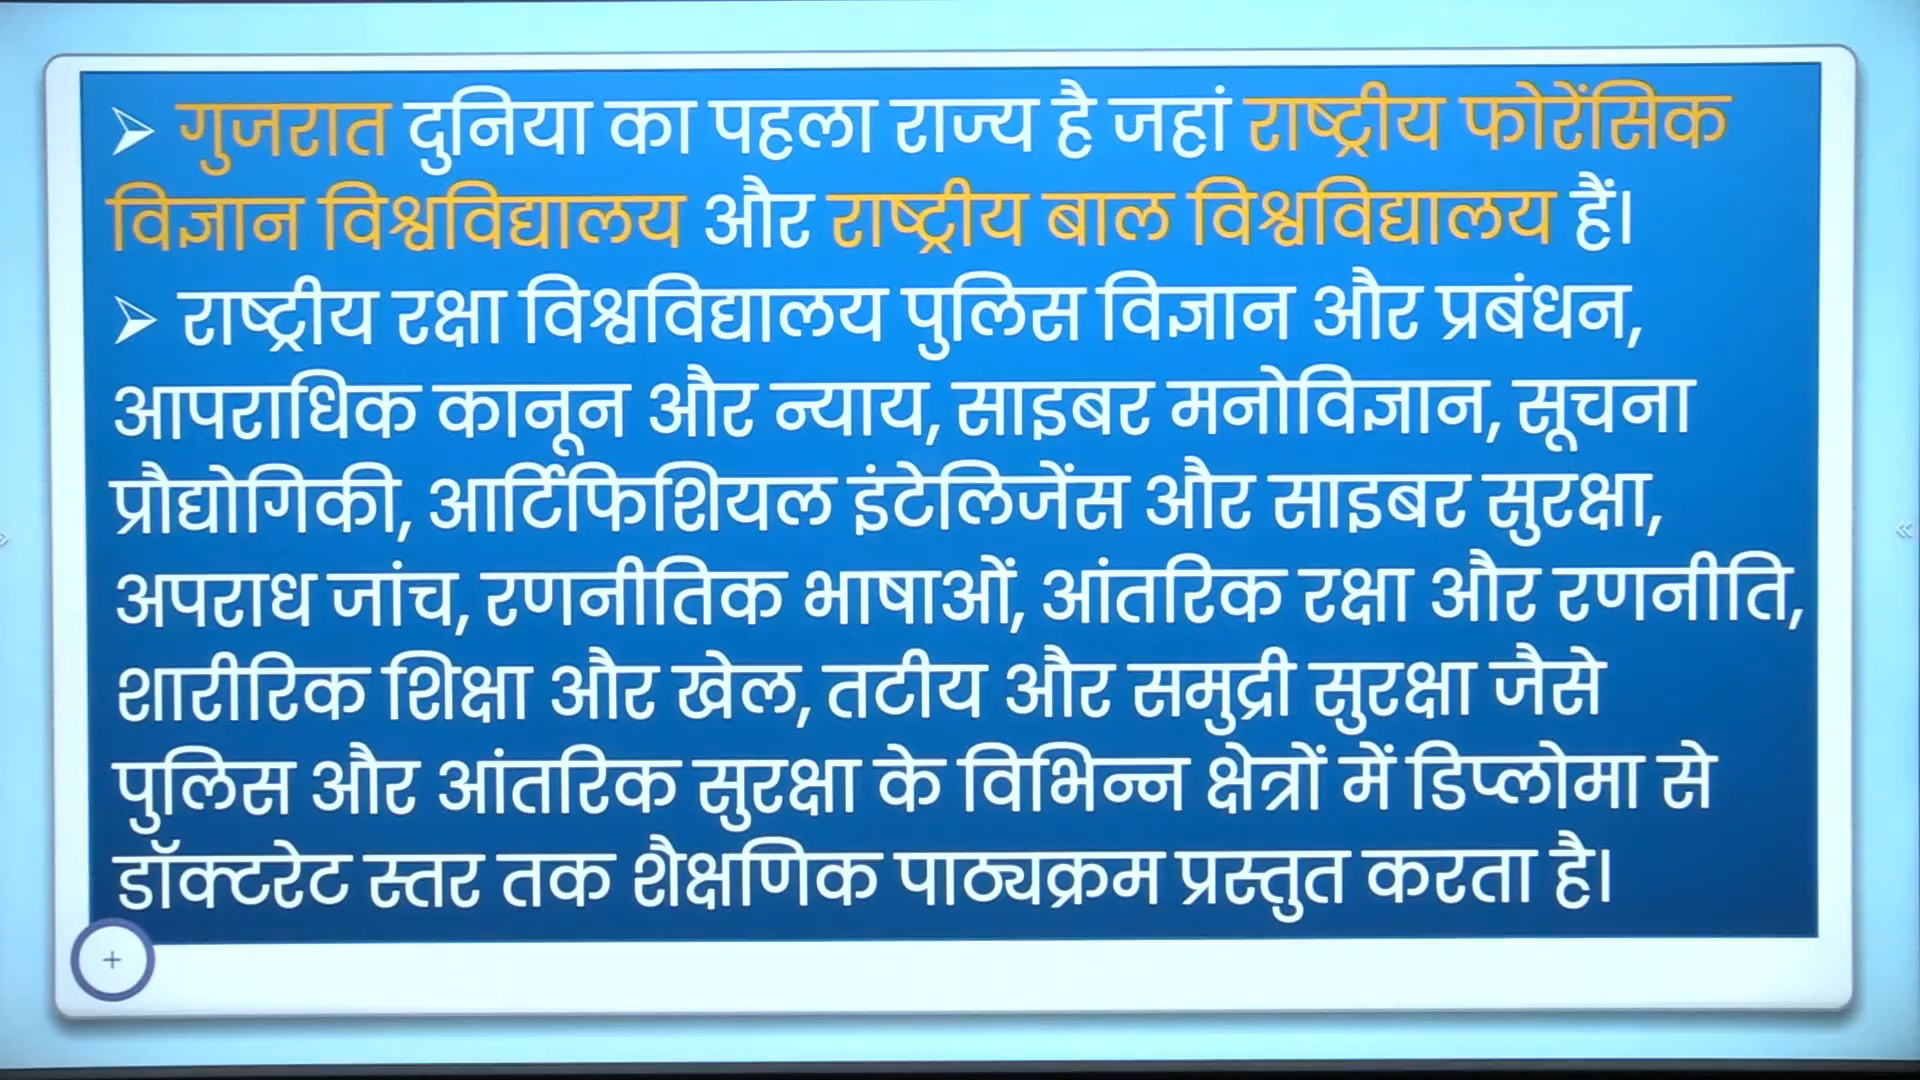 ➢ गुजरात दुनिया का पहला राज्य है जहां राष्ट्रीय फोरेंसिक
विज्ञान विश्वविद्यालय और राष्ट्रीय बाल विश्वविद्यालय हैं।
➢ राष्ट्रीय रक्षा विश्वविद्यालय पुलिस विज्ञान और प्रबंधन,
आपराधिक कानून और न्याय, साइबर मनोविज्ञान, सूचना
प्रौद्योगिकी, आर्टिफिशियल इंटेलिजेंस और साइबर सुरक्षा,
अपराध जांच, रणनीतिक भाषाओं, आंतरिक रक्षा और रणनीति,
शारीरिक शिक्षा और खेल, तटीय और समुद्री सुरक्षा जैसे
पुलिस और आंतरिक सुरक्षा के विभिन्न क्षेत्रों में डिप्लोमा से
डॉक्टरेट स्तर तक शैक्षणिक पाठ्यक्रम प्रस्तुत करता है।